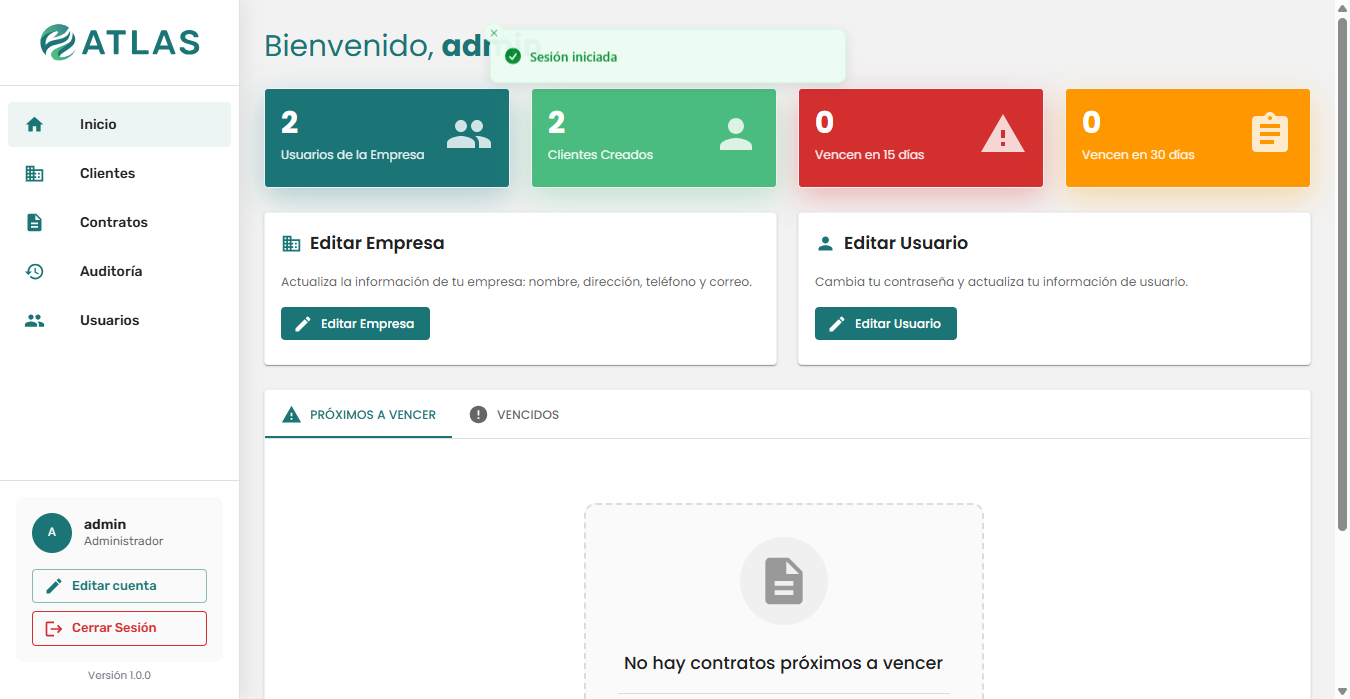 ATLAS
Inicio
Clientes
Contratos
Auditoría
Usuarios
A
admin
Administrador
Editar cuenta
Cerrar Sesión
Versión 1.0.0
Bienvenido, admin
Sesión iniciada
2
Usuarios de la Empresa
2
Clientes Creados
0
Vencen en 15 días
0
Vencen en 30 días
Editar Empresa
Actualiza la información de tu empresa: nombre, dirección, teléfono y correo.
Editar Empresa
Editar Usuario
Cambia tu contraseña y actualiza tu información de usuario.
Editar Usuario
PRÓXIMOS A VENCER
VENCIDOS
No hay contratos próximos a vencer